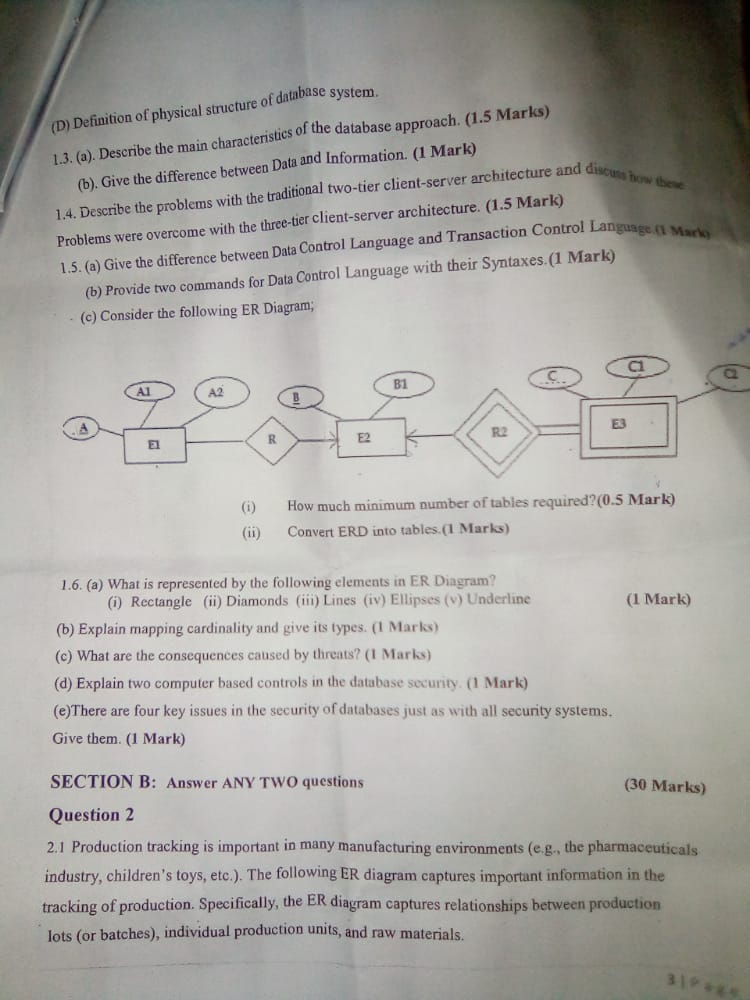 (D) Definition of physical structure of database system.
1.3. (a). Describe the main characteristics of the database approach. (1.5 Marks)
(b). Give the difference between Data and Information. (1 Mark)
1.4. Describe the problems with the traditional two-tier client-server architecture and discuss how these
Problems were overcome with the three-tier client-server architecture. (1.5 Mark)
1.5. (a) Give the difference between Data Control Language and Transaction Control Language.(1 Mark)
(b) Provide two commands for Data Control Language with their Syntaxes.(1 Mark)
(c) Consider the following ER Diagram;
A A1 A2 B B1 C C1 C2
E1 R E2 R2 E3
(i) How much minimum number of tables required?(0.5 Mark)
(ii) Convert ERD into tables.(1 Marks)
1.6. (a) What is represented by the following elements in ER Diagram?
(i) Rectangle (ii) Diamonds (iii) Lines (iv) Ellipses (v) Underline (1 Mark)
(b) Explain mapping cardinality and give its types. (1 Marks)
(c) What are the consequences caused by threats? (1 Marks)
(d) Explain two computer based controls in the database security. (1 Mark)
(e)There are four key issues in the security of databases just as with all security systems.
Give them. (1 Mark)
SECTION B: Answer ANY TWO questions (30 Marks)
Question 2
2.1 Production tracking is important in many manufacturing environments (e.g., the pharmaceuticals
industry, children's toys, etc.). The following ER diagram captures important information in the
tracking of production. Specifically, the ER diagram captures relationships between production
lots (or batches), individual production units, and raw materials.
3 | Page